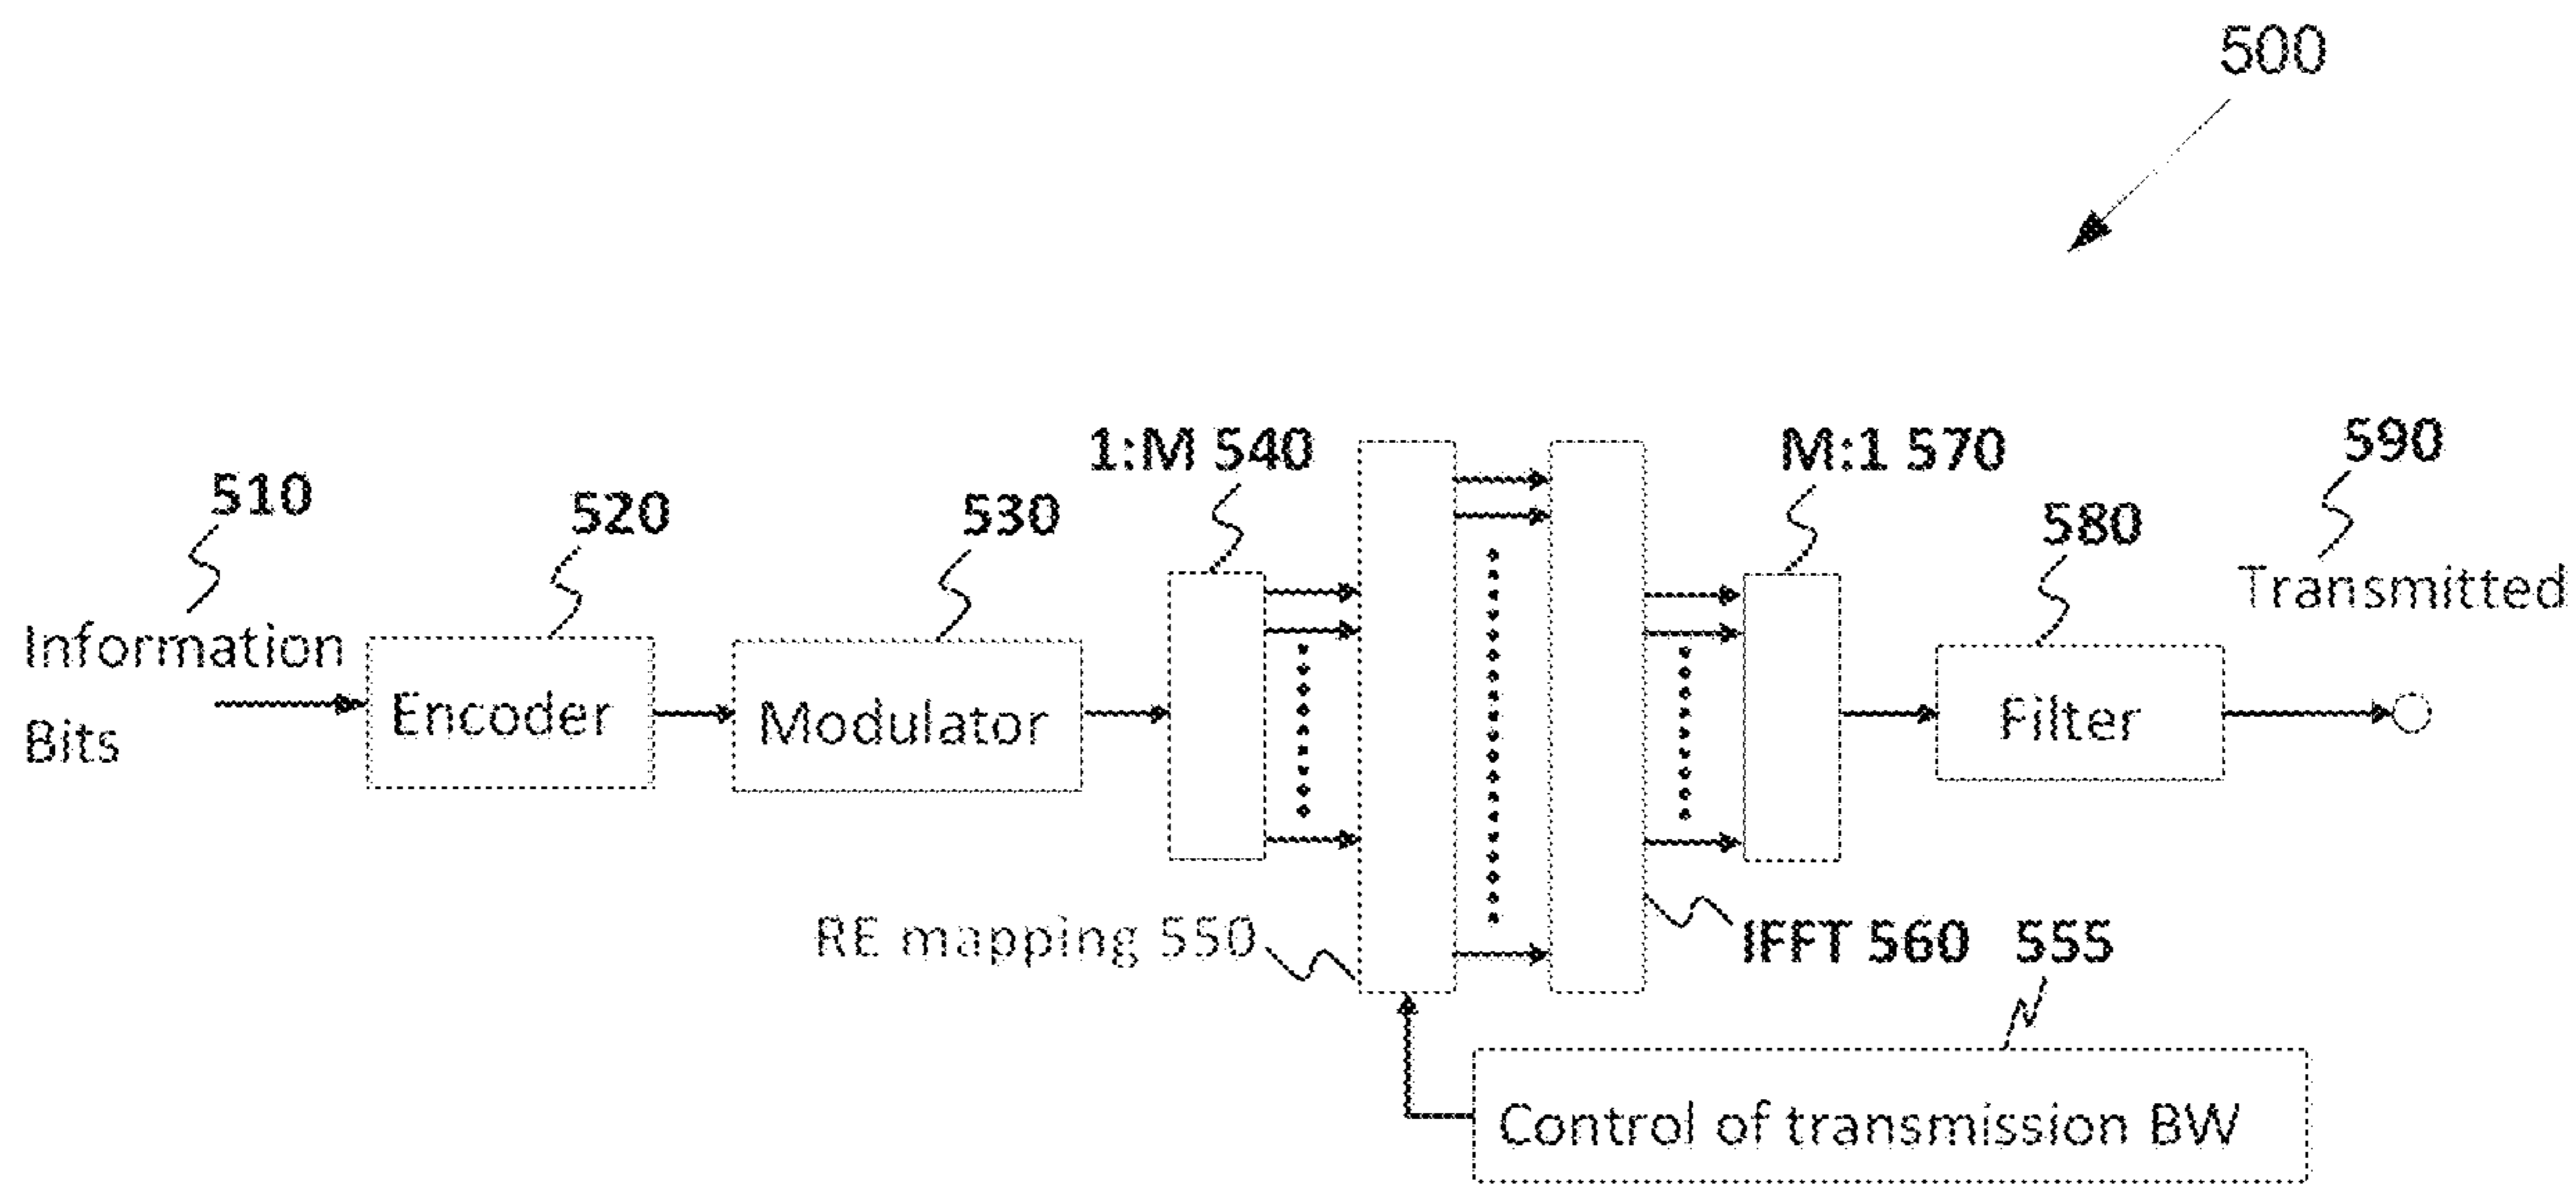 500
1:M 540
M:1 570
590
510
520
530
580
Transmitted
Information
Bits
Encoder
Modulator
Filter
RE mapping 550
IFFT 560
555
Control of transmission BW